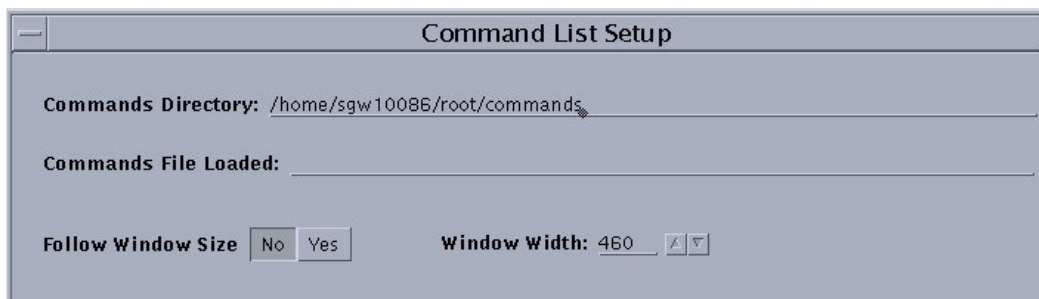 Command List Setup
Commands Directory: /home/sgw10086/root/commands
Commands File Loaded:
Follow Window Size No Yes Window Width: 460